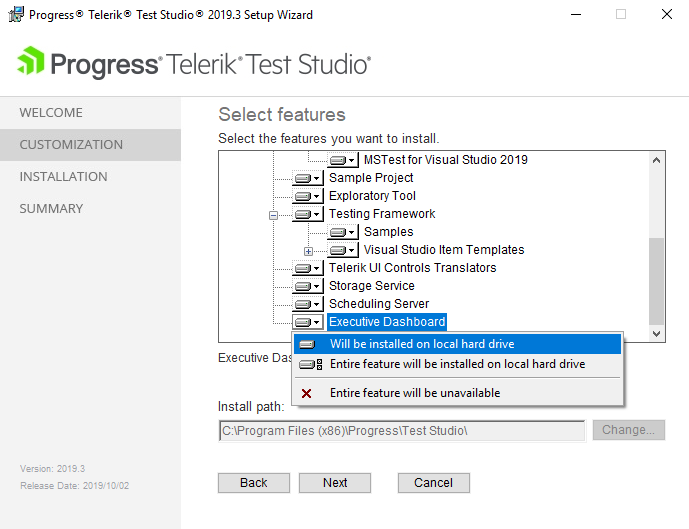 Progress® Telerik® Test Studio® 2019.3 Setup Wizard
Progress® Telerik® Test Studio®
WELCOME
CUSTOMIZATION
INSTALLATION
SUMMARY
Version: 2019.3
Release Date: 2019/10/02
Select features
Select the features you want to install.
MSTest for Visual Studio 2019
Sample Project
Exploratory Tool
Testing Framework
Samples
Visual Studio Item Templates
Telerik UI Controls Translators
Storage Service
Scheduling Server
Executive Dashboard
Will be installed on local hard drive
Entire feature will be installed on local hard drive
Entire feature will be unavailable
Executive Das
Install path:
C:\Program Files (x86)\Progress\Test Studio\
Change...
Back
Next
Cancel